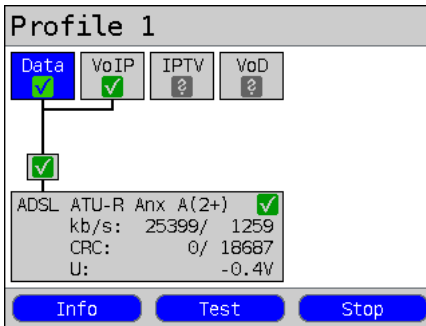 Profile 1
Data VoIP IPTV VoD
? ?
ADSL ATU-R Anx A(2+)
kb/s: 25399/ 1259
CRC: 0/ 18687
U: -0.4V
Info Test Stop